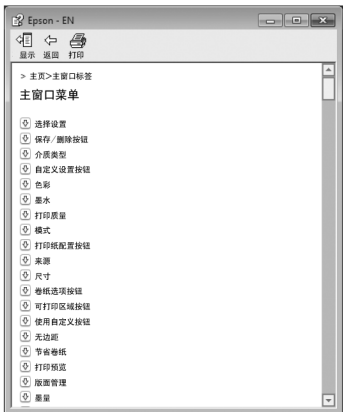 Epson - EN
显示 返回 打印
> 主页>主窗口标签
主窗口菜单
选择设置
保存/删除按钮
介质类型
自定义设置按钮
色彩
墨水
打印质量
模式
打印纸配置按钮
来源
尺寸
卷纸选项按钮
可打印区域按钮
使用自定义按钮
无边距
节省卷纸
打印预览
版面管理
墨量